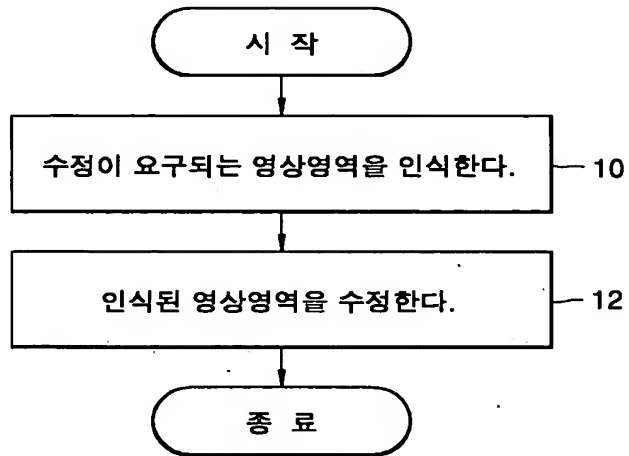 시 작
수정이 요구되는 영상영역을 인식한다.
10
인식된 영상영역을 수정한다.
12
종 료